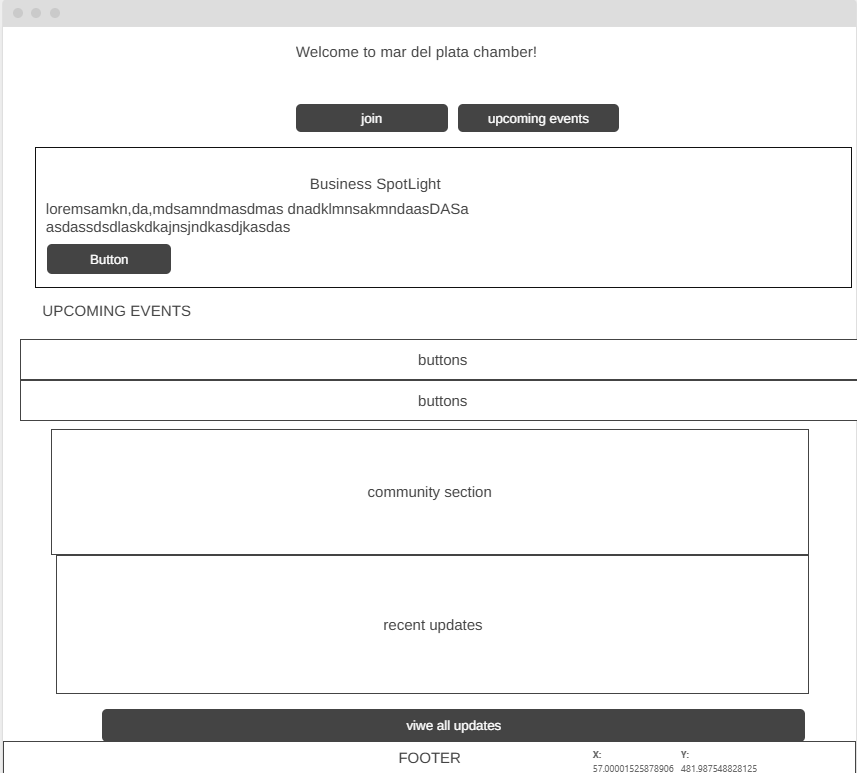 Welcome to mar del plata chamber!
join
upcoming events
Business SpotLight
loremsamkn,da,mdsamndmasdmas dnadklmnsakmndaasDASa
asdassdsdlaskdkajnsjndkasdjkasdas
Button
UPCOMING EVENTS
buttons
buttons
community section
recent updates
viwe all updates
FOOTER
X: Y:
57.00001525878906 481.987548828125